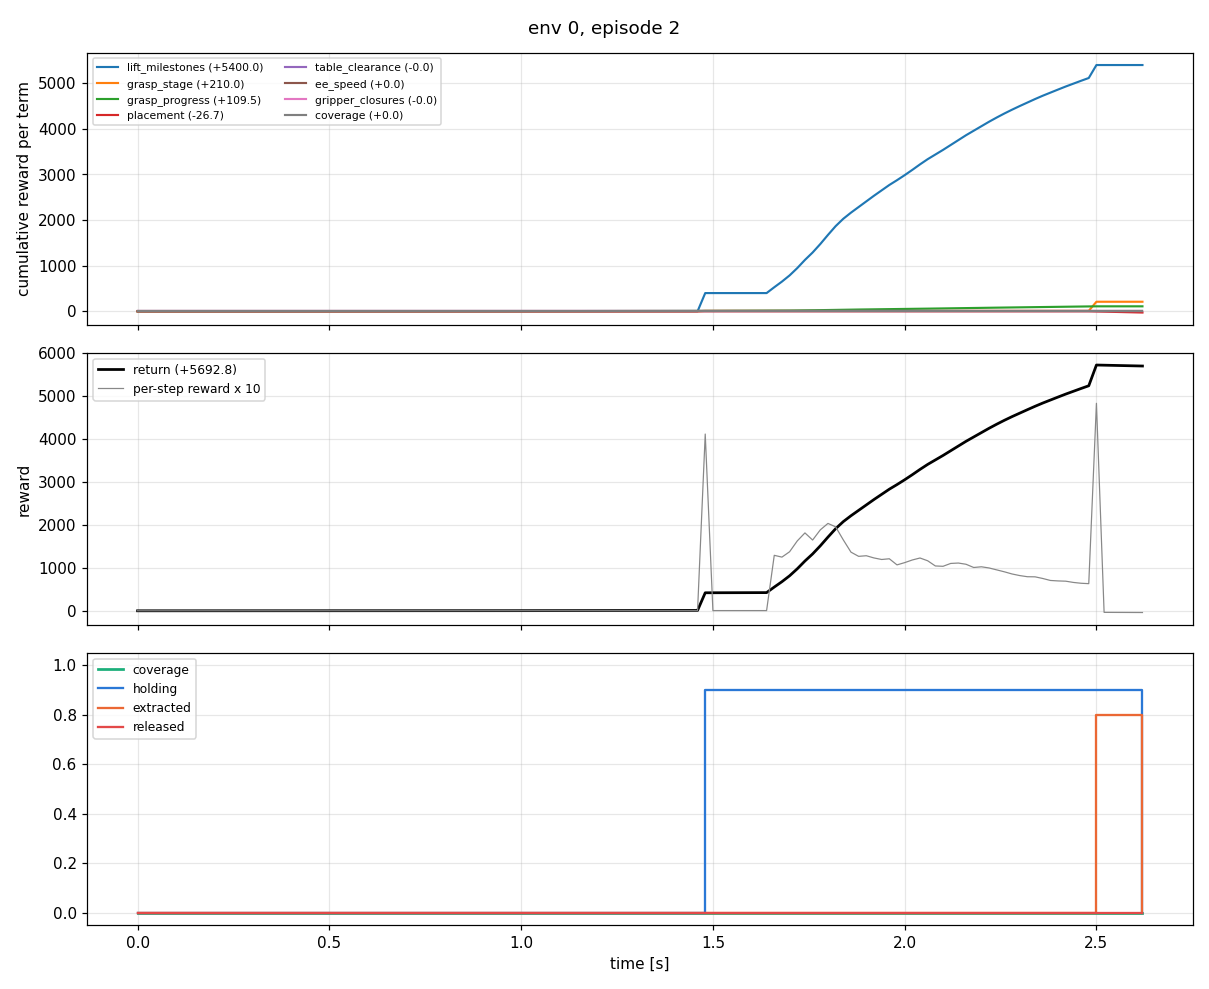 env 0, episode 2
cumulative reward per term
5000
4000
3000
2000
1000
0
lift_milestones (+5400.0)
grasp_stage (+210.0)
grasp_progress (+109.5)
placement (-26.7)
table_clearance (-0.0)
ee_speed (+0.0)
gripper_closures (-0.0)
coverage (+0.0)
reward
6000
5000
4000
3000
2000
1000
0
return (+5692.8)
per-step reward x 10
1.0
0.8
0.6
0.4
0.2
0.0
coverage
holding
extracted
released
0.0 0.5 1.0 1.5 2.0 2.5
time [s]